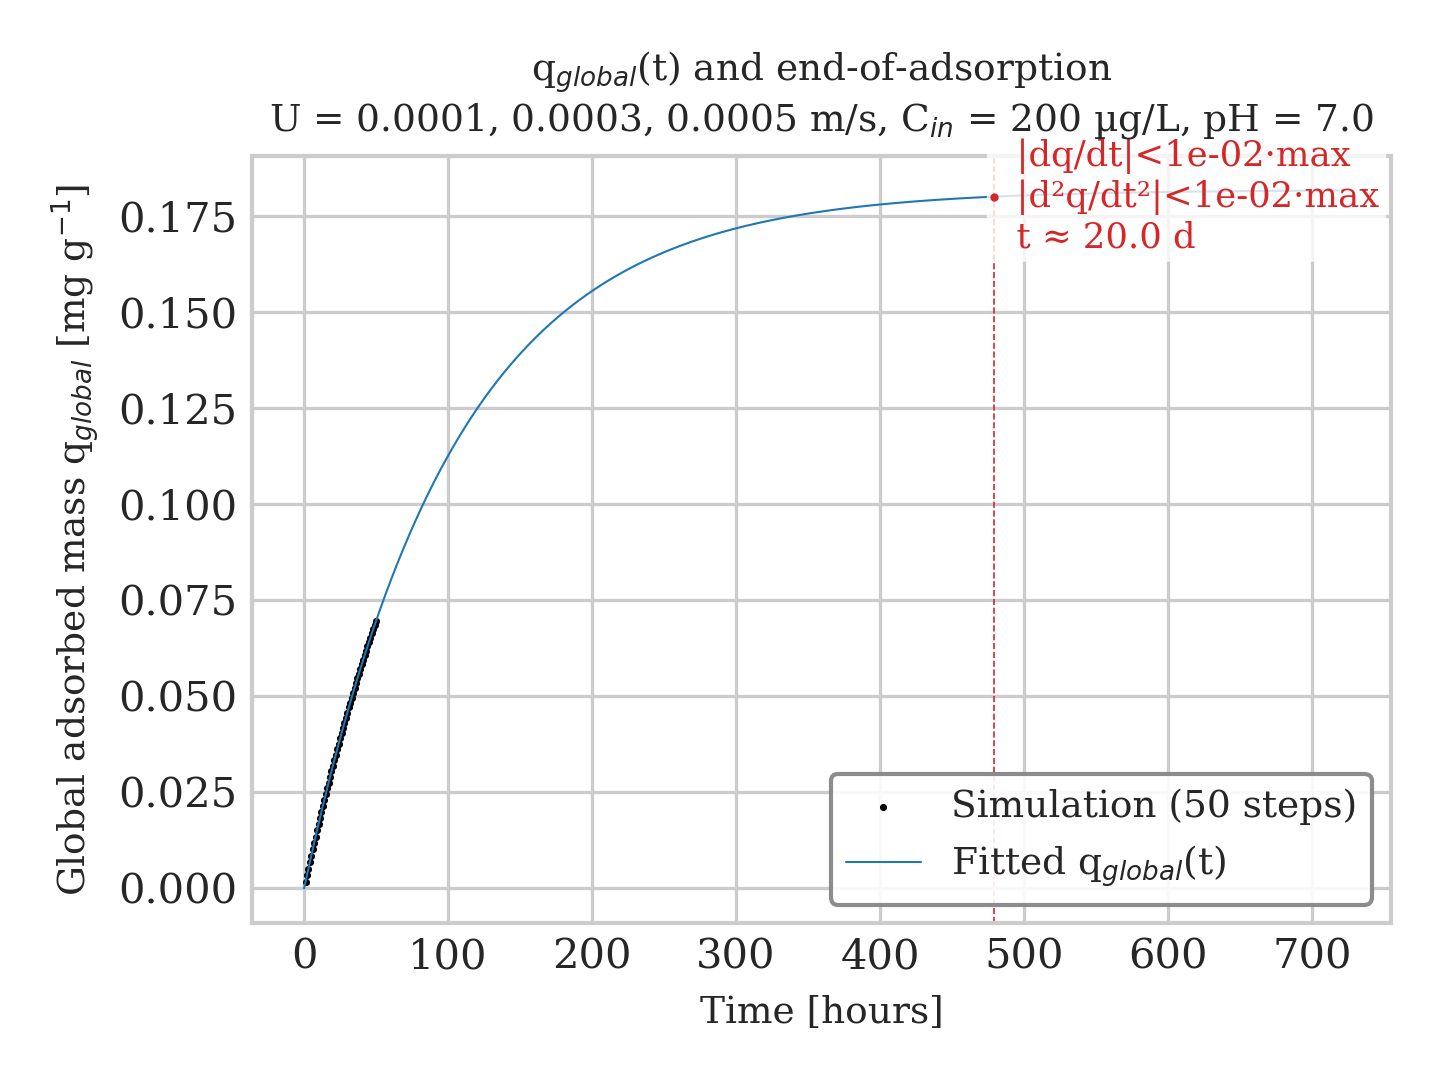 q_global(t) and end-of-adsorption
U = 0.0001, 0.0003, 0.0005 m/s, C_in = 200 µg/L, pH = 7.0
|dq/dt|<1e-02·max
|d²q/dt²|<1e-02·max
t ≈ 20.0 d
Global adsorbed mass q_global [mg g⁻¹]
0.175
0.150
0.125
0.100
0.075
0.050
0.025
0.000
Simulation (50 steps)
Fitted q_global(t)
0 100 200 300 400 500 600 700
Time [hours]